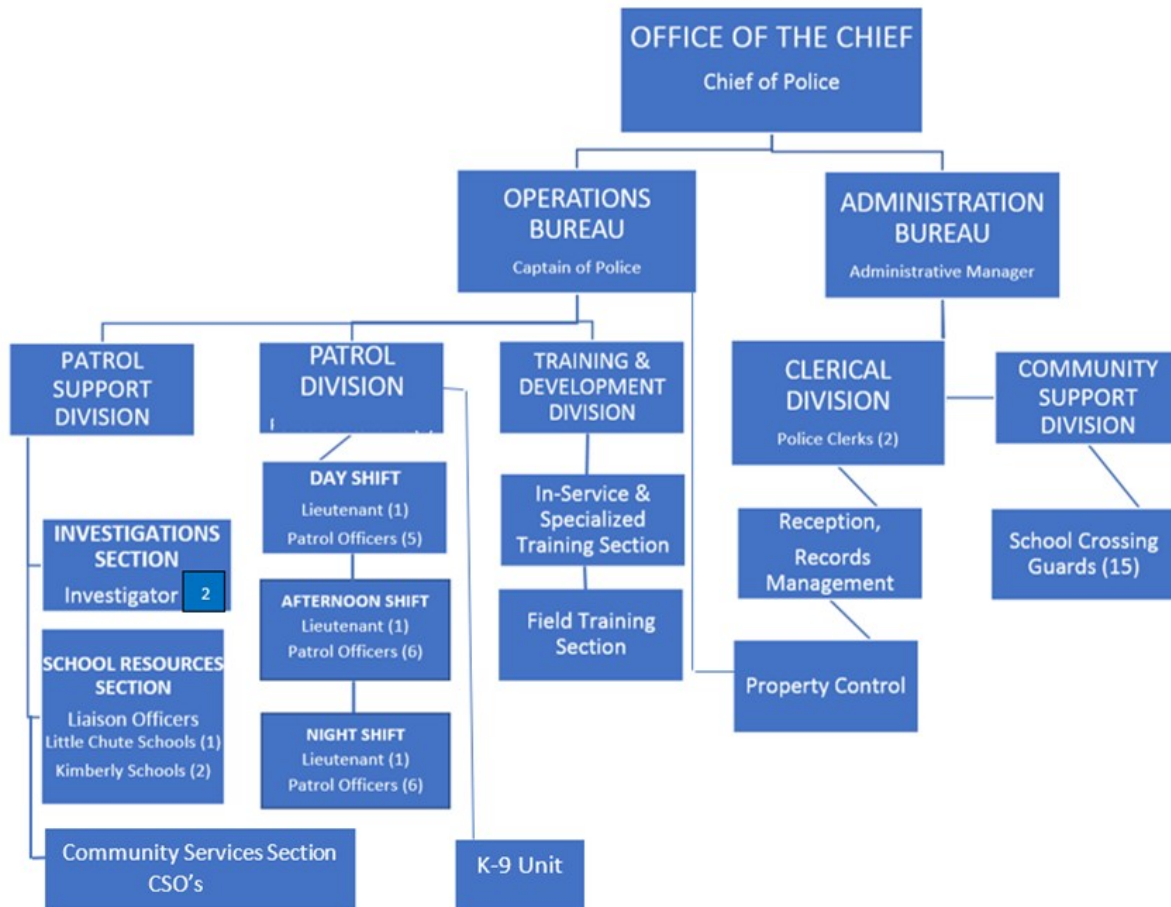 OFFICE OF THE CHIEF
Chief of Police
OPERATIONS
BUREAU
Captain of Police
ADMINISTRATION
BUREAU
Administrative Manager
PATROL
SUPPORT
DIVISION
PATROL
DIVISION
TRAINING &
DEVELOPMENT
DIVISION
CLERICAL
DIVISION
Police Clerks (2)
COMMUNITY
SUPPORT
DIVISION
INVESTIGATIONS
SECTION
Investigator 2
SCHOOL RESOURCES
SECTION
Liaison Officers
Little Chute Schools (1)
Kimberly Schools (2)
Community Services Section
CSO's
DAY SHIFT
Lieutenant (1)
Patrol Officers (5)
AFTERNOON SHIFT
Lieutenant (1)
Patrol Officers (6)
NIGHT SHIFT
Lieutenant (1)
Patrol Officers (6)
K-9 Unit
In-Service &
Specialized
Training Section
Field Training
Section
Reception,
Records
Management
Property Control
School Crossing
Guards (15)